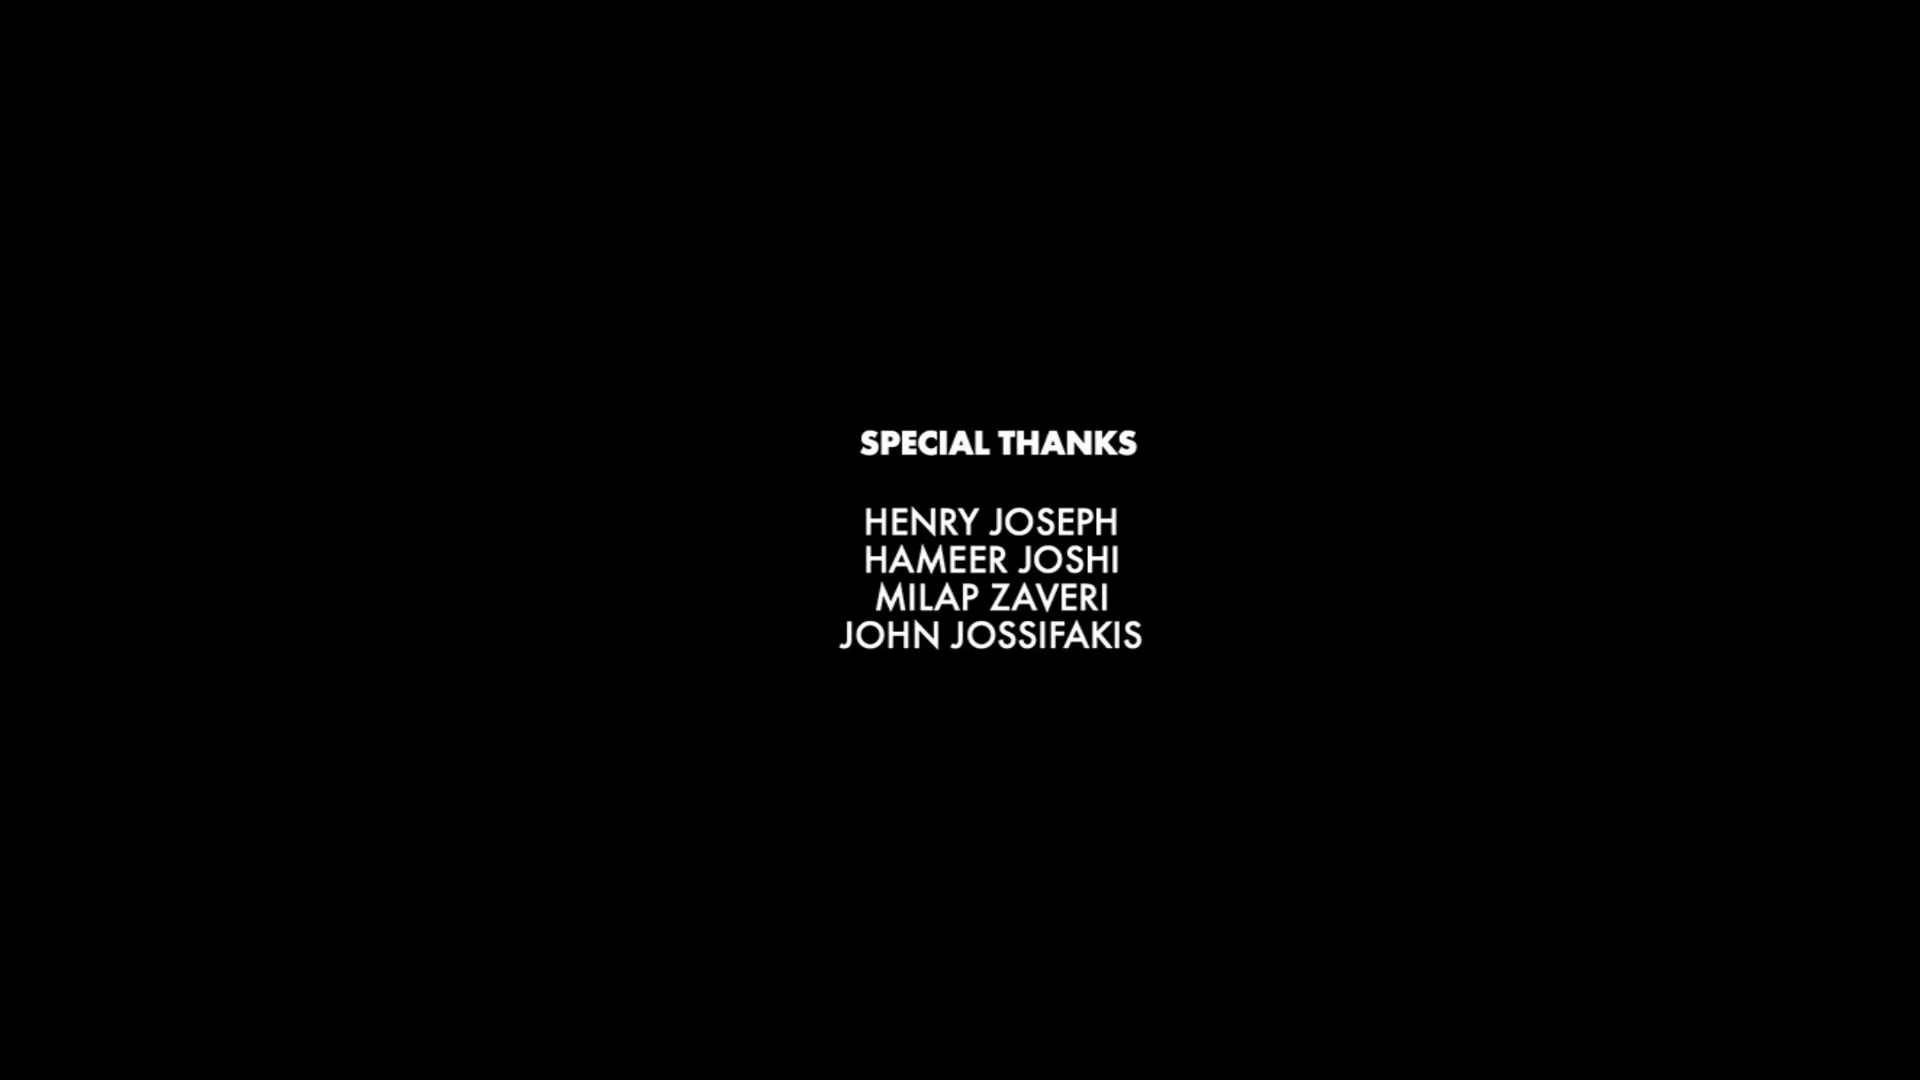 SPECIAL THANKS
HENRY JOSEPH
HAMEER JOSHI
MILAP ZAVERI
JOHN JOSSIFAKIS